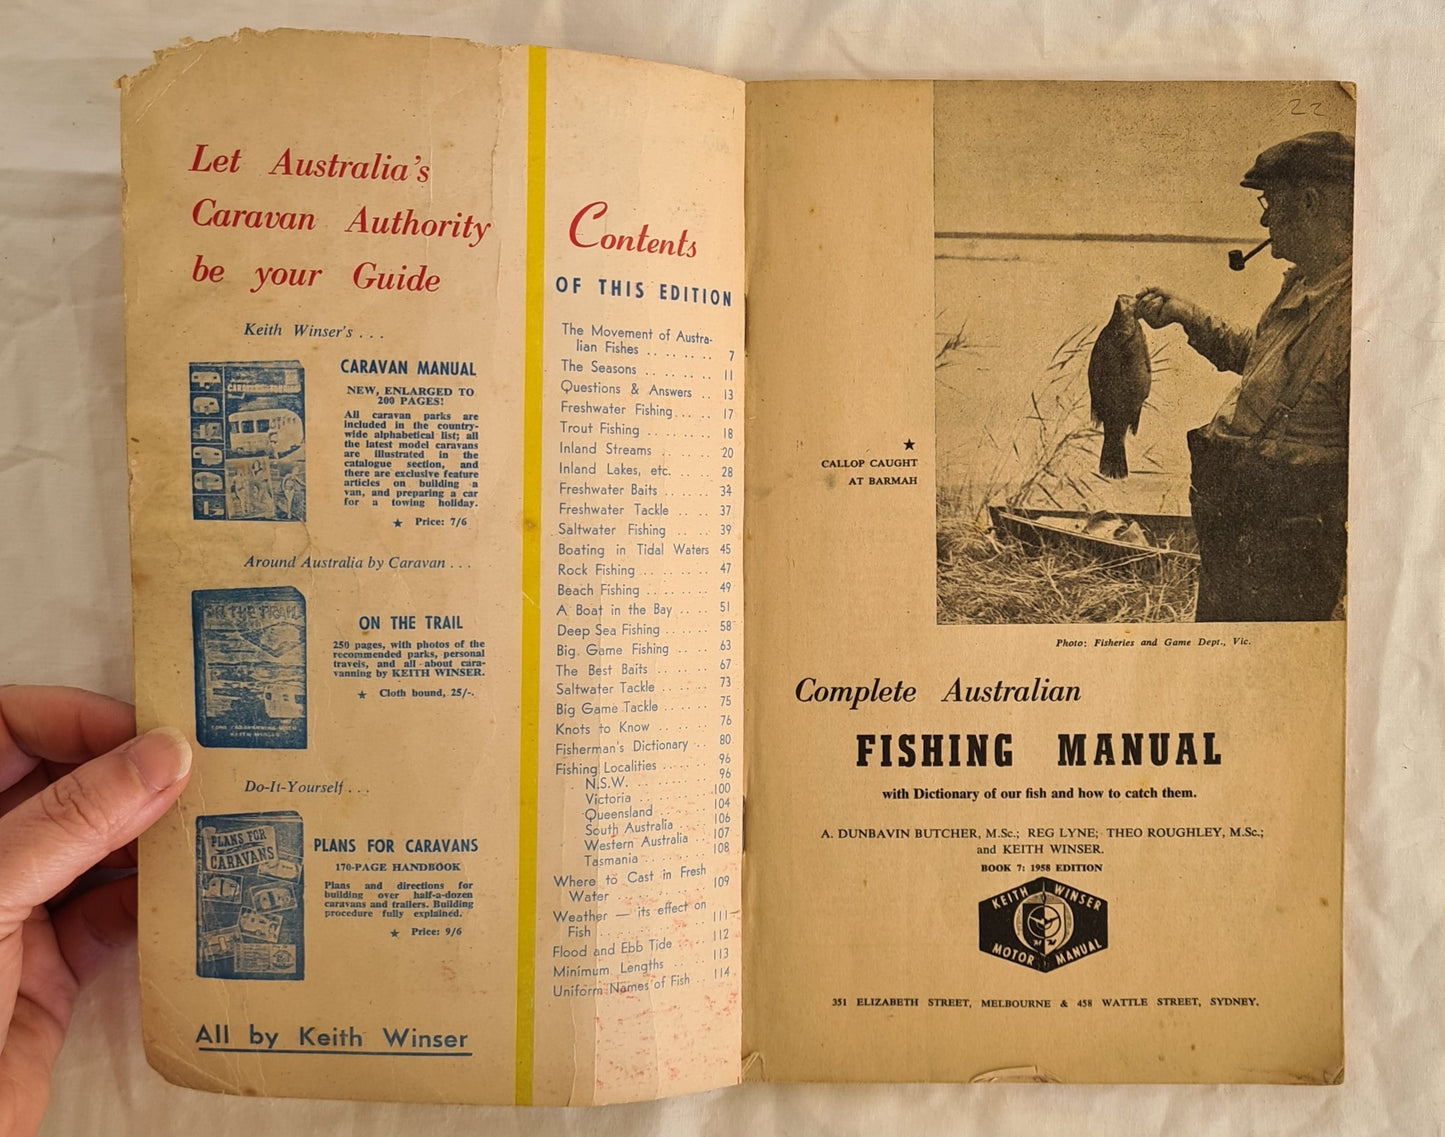 Let Australia's
Caravan Authority
be your Guide
Keith Winser's . . .
CARAVAN MANUAL
NEW, ENLARGED TO
200 PAGES!
All caravan parks are
included in the country-
wide alphabetical list; all
the latest model caravans
are illustrated in the
catalogue section, and
there are exclusive feature
articles on building a
van, and preparing a car
for a towing holiday.
★ Price: 7/6
Around Australia by Caravan . . .
ON THE TRAIL
KEITH WINSER
ON THE TRAIL
250 pages, with photos of the
recommended parks, personal
travels, and all about cara-
vanning by KEITH WINSER.
★ Cloth bound, 25/-.
Do-It-Yourself . . .
PLANS FOR
CARAVANS
PLANS FOR CARAVANS
170-PAGE HANDBOOK
Plans and directions for
building over half-a-dozen
caravans and trailers. Building
procedure fully explained.
★ Price: 9/6
All by Keith Winser
Contents
OF THIS EDITION
The Movement of Austra-
lian Fishes . . . . . . . 7
The Seasons . . . . . . . . 11
Questions & Answers . . 13
Freshwater Fishing . . . . . 17
Trout Fishing . . . . . . . 18
Inland Streams . . . . . 20
Inland Lakes, etc. . . . 28
Freshwater Baits . . . . . . 34
Freshwater Tackle . . . . 37
Saltwater Fishing . . . . 39
Boating in Tidal Waters 45
Rock Fishing . . . . . . . 47
Beach Fishing . . . . . . . 49
A Boat in the Bay . . . . 51
Deep Sea Fishing . . . . . . 58
Big Game Fishing . . . . 63
The Best Baits . . . . . . 67
Saltwater Tackle . . . . . . 73
Big Game Tackle . . . . . . 75
Knots to Know . . . . . . 76
Fisherman's Dictionary . . 80
Fishing Localities . . . . . . 96
N.S.W. . . . . . . . 96
Victoria . . . . . . . . 100
Queensland . . . . . . 104
South Australia . . . 106
Western Australia . . 107
Tasmania . . . . . . . 108
Where to Cast in Fresh
Water . . . . . . . . 109
Weather — its effect on
Fish . . . . . . . . . . 111
Flood and Ebb Tide . . . 112
Minimum Lengths . . . . 113
Uniform Names of Fish . . 114
22
★
CALLOP CAUGHT
AT BARMAH
Photo: Fisheries and Game Dept., Vic.
Complete Australian
FISHING MANUAL
with Dictionary of our fish and how to catch them.
A. DUNBAVIN BUTCHER, M.Sc.; REG LYNE; THEO ROUGHLEY, M.Sc.;
and KEITH WINSER.
BOOK 7: 1958 EDITION
KEITH WINSER
MOTOR MANUAL
351 ELIZABETH STREET, MELBOURNE & 458 WATTLE STREET, SYDNEY.